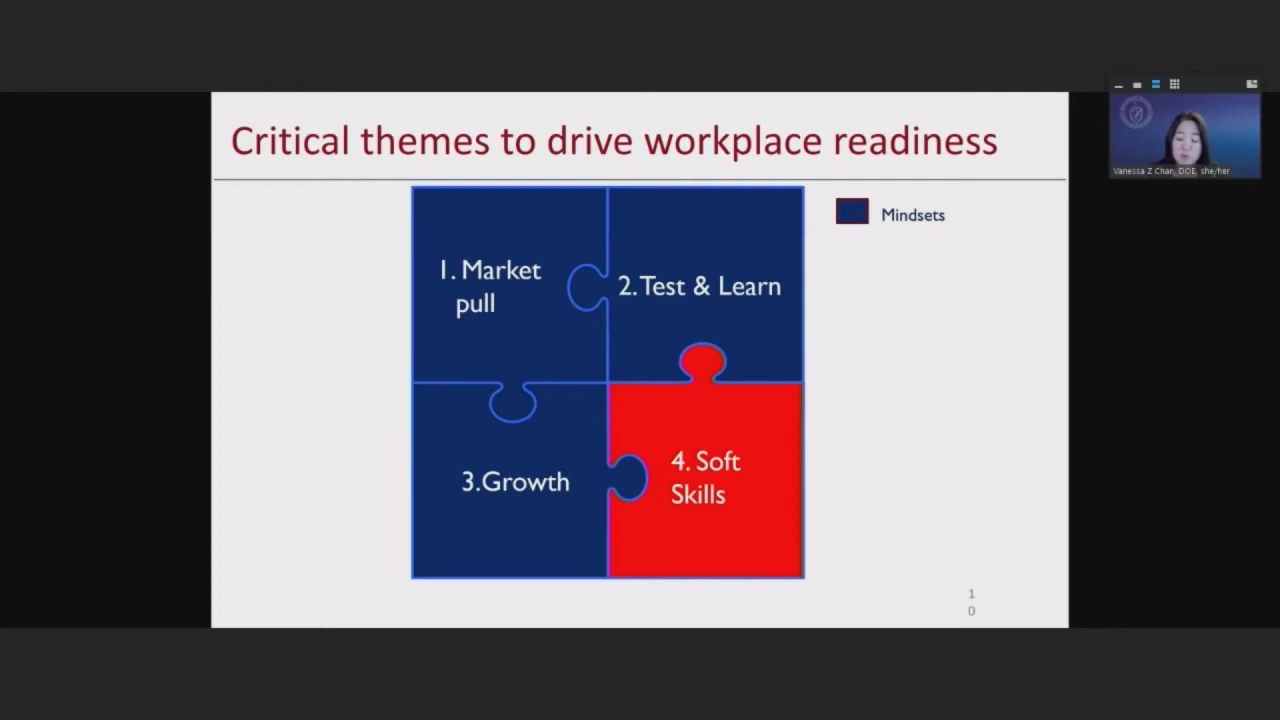 Critical themes to drive workplace readiness
Vanessa Z Chan, DOE, she/her
Mindsets
1. Market
pull
2. Test & Learn
3.Growth
4. Soft
Skills
1
0